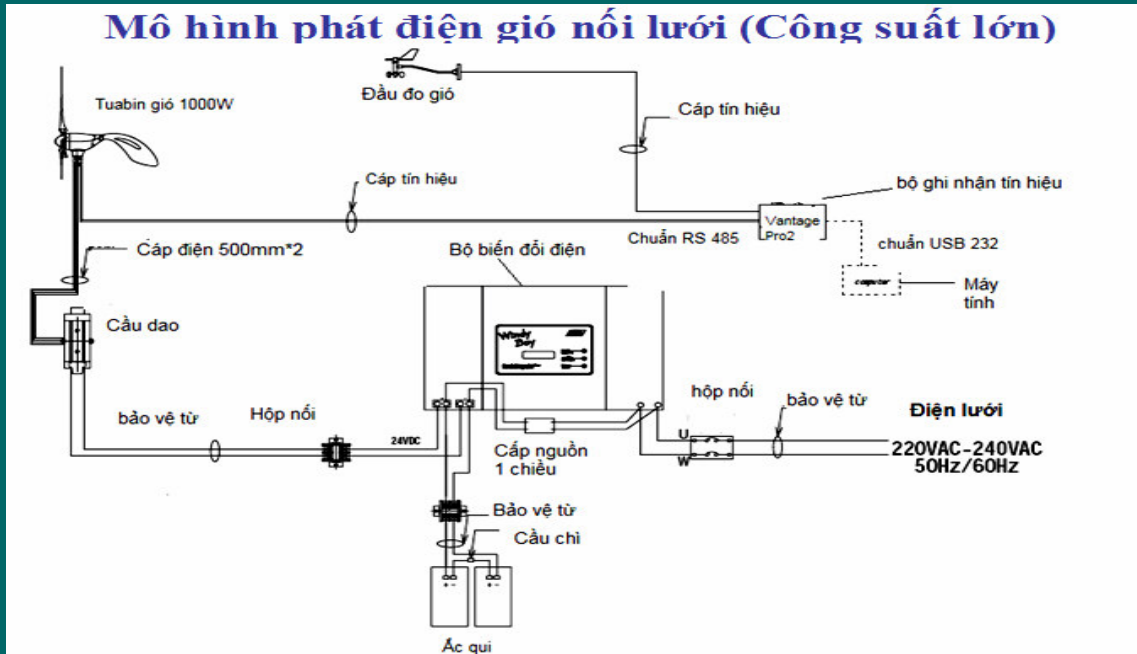 Mô hình phát điện gió nối lưới (Công suất lớn)
Tuabin gió 1000W
Đầu đo gió
Cáp tín hiệu
Cáp tín hiệu
bộ ghi nhận tín hiệu
Vantage
Pro2
Chuẩn RS 485
chuẩn USB 232
Cáp điện 500mm*2
Bộ biến đổi điện
computer
Máy
tính
Cầu dao
Windy
Boy
bảo vệ từ
Hộp nối
24VDC
Cấp nguồn
1 chiều
hộp nối
bảo vệ từ
U
W
Điện lưới
220VAC-240VAC
50Hz/60Hz
Bảo vệ từ
Cầu chì
+ -
+ -
Ắc qui